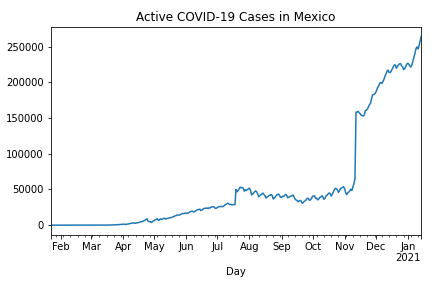 Active COVID-19 Cases in Mexico
250000
200000
150000
100000
50000
0
Feb Mar Apr May Jun Jul Aug Sep Oct Nov Dec Jan
2021
Day